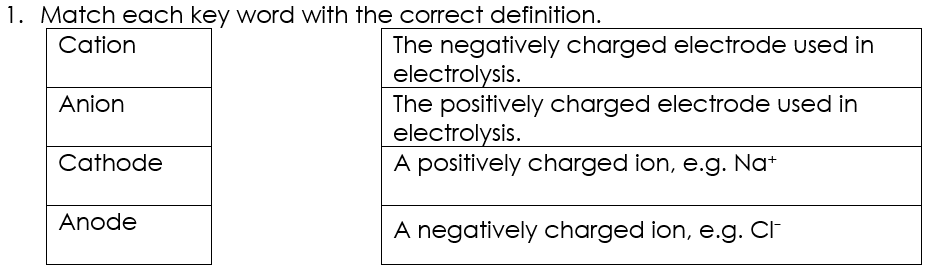 1. Match each key word with the correct definition.
Cation
The negatively charged electrode used in
electrolysis.
Anion
The positively charged electrode used in
electrolysis.
Cathode
A positively charged ion, e.g. Na⁺
Anode
A negatively charged ion, e.g. Cl⁻